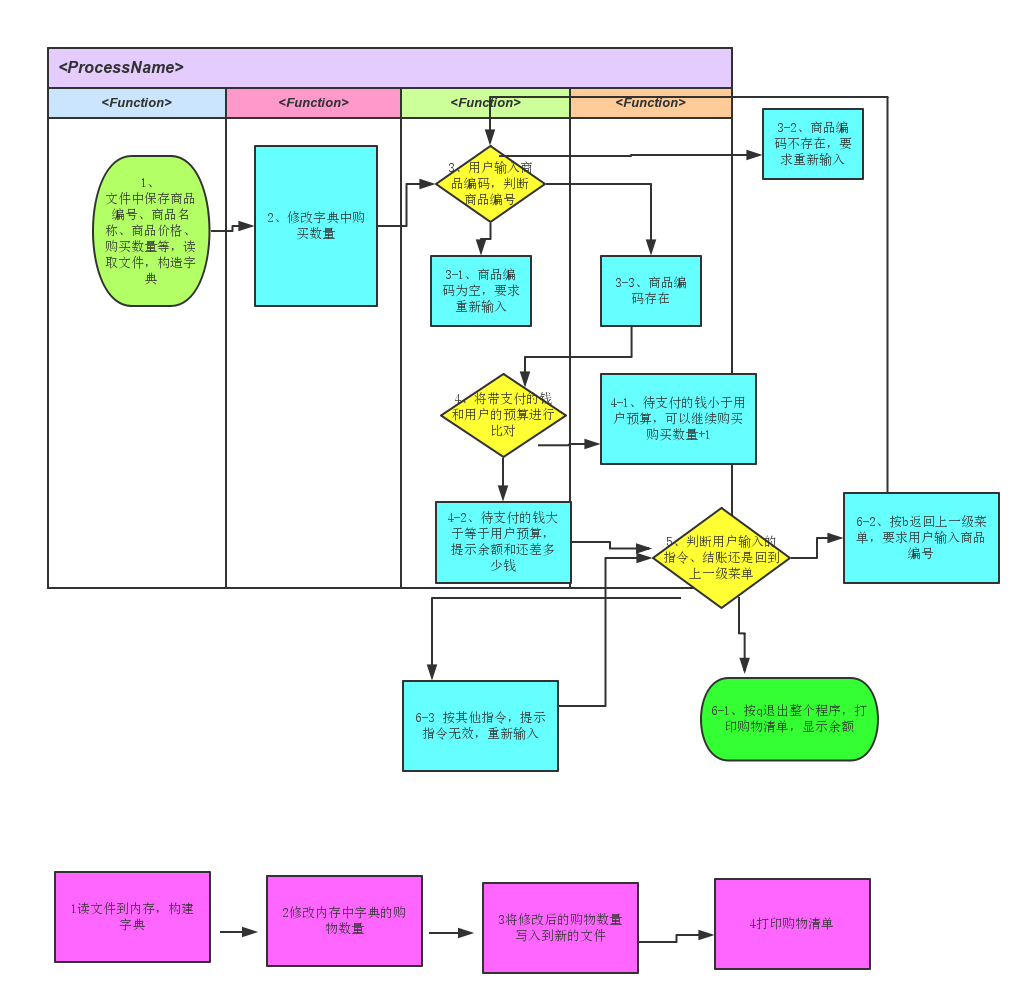 <ProcessName>
<Function>
<Function>
<Function>
<Function>
1、
文件中保存商品
编号、商品名
称、商品价格、
购买数量等，读
取文件，构造字
典
2、修改字典中购
买数量
3、用户输入商
品编码，判断
商品编号
3-2、商品编
码不存在，要
求重新输入
3-1、商品编
码为空，要求
重新输入
3-3、商品编
码存在
4、将带支付的钱
和用户的预算进行
比对
4-1、待支付的钱小于用
户预算，可以继续购买
购买数量+1
4-2、待支付的钱大
于等于用户预算，
提示余额和还差多
少钱
5、判断用户输入的
指令、结账还是回到
上一级菜单
6-2、按b返回上一级菜
单，要求用户输入商品
编号
6-3 按其他指令，提示
指令无效，重新输入
6-1、按q退出整个程序，打
印购物清单，显示余额
1读文件到内存，构建
字典
2修改内存中字典的购
物数量
3将修改后的购物数量
写入到新的文件
4打印购物清单